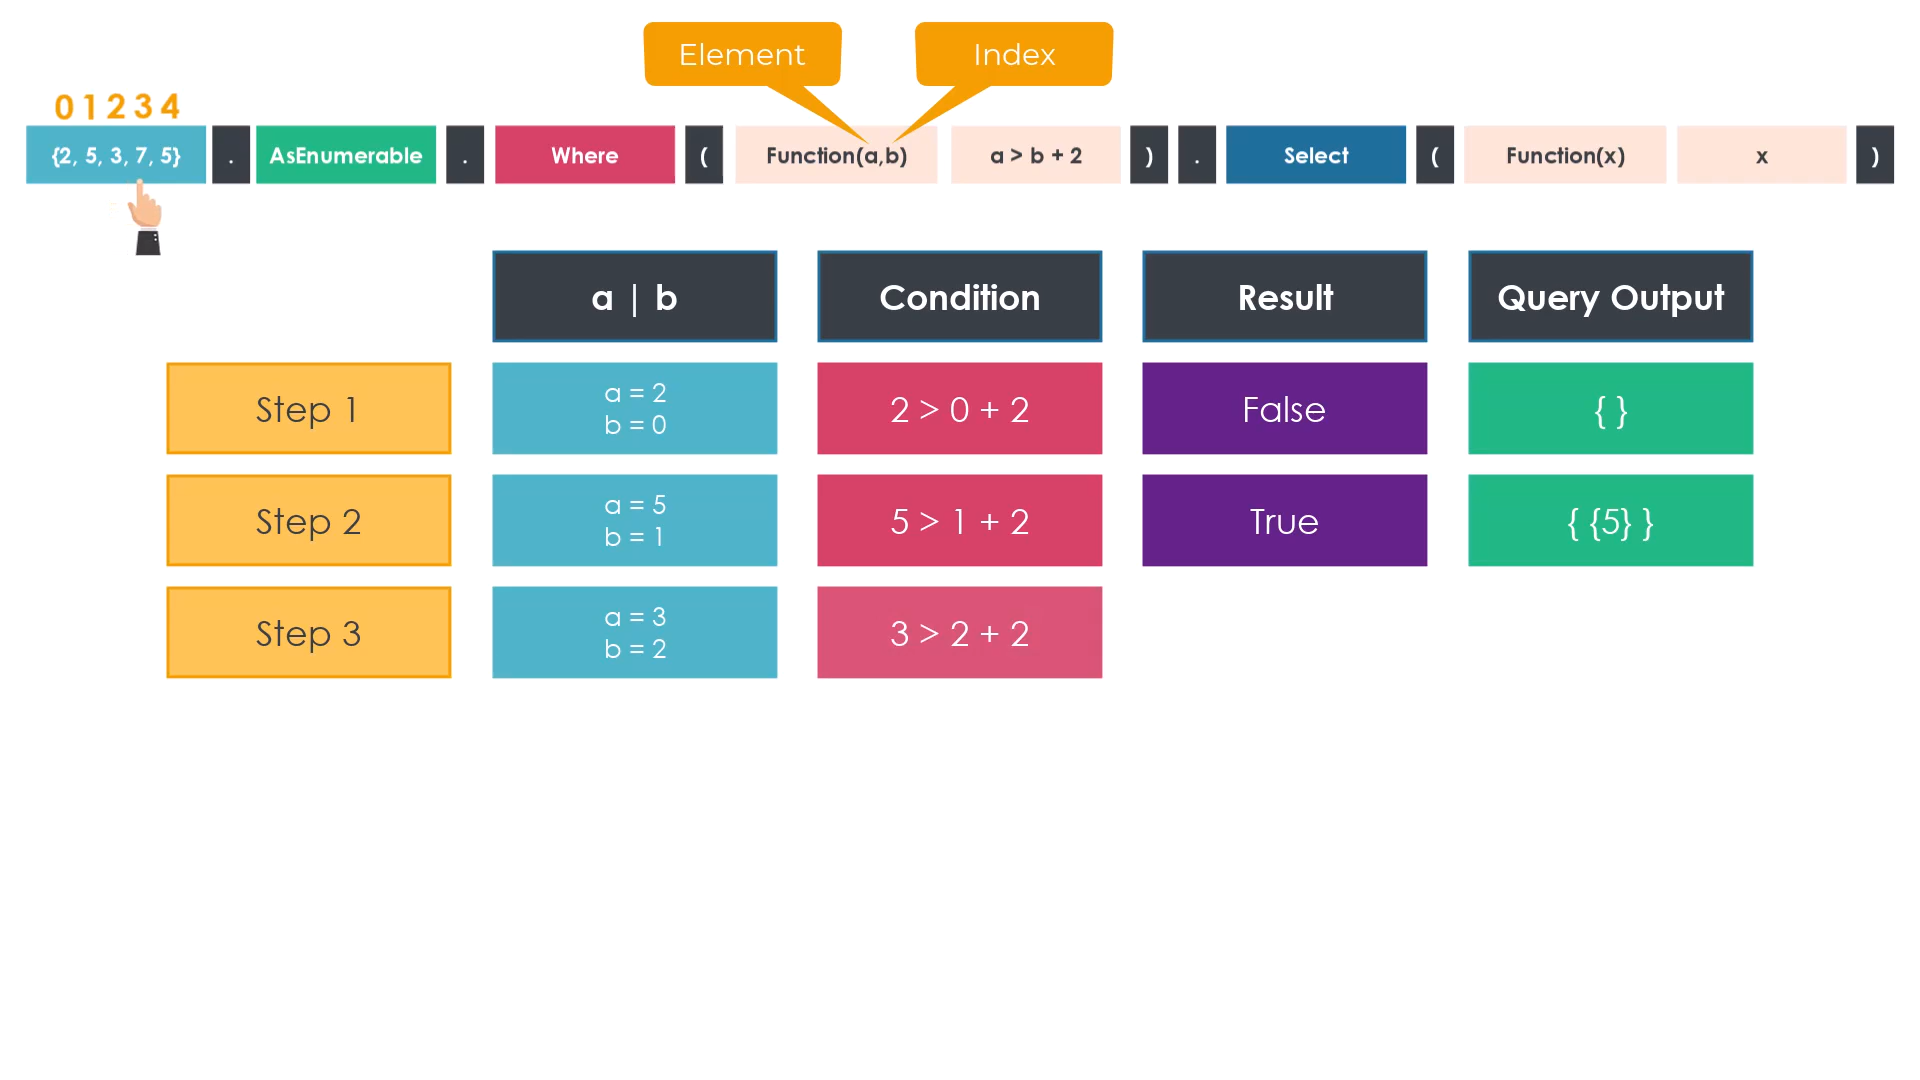 Element Index
0 1 2 3 4
{2, 5, 3, 7, 5} . AsEnumerable . Where ( Function(a,b) a > b + 2 ) . Select ( Function(x) x )
a | b Condition Result Query Output
Step 1
a = 2
b = 0
2 > 0 + 2
False
{ }
Step 2
a = 5
b = 1
5 > 1 + 2
True
{ {5} }
Step 3
a = 3
b = 2
3 > 2 + 2